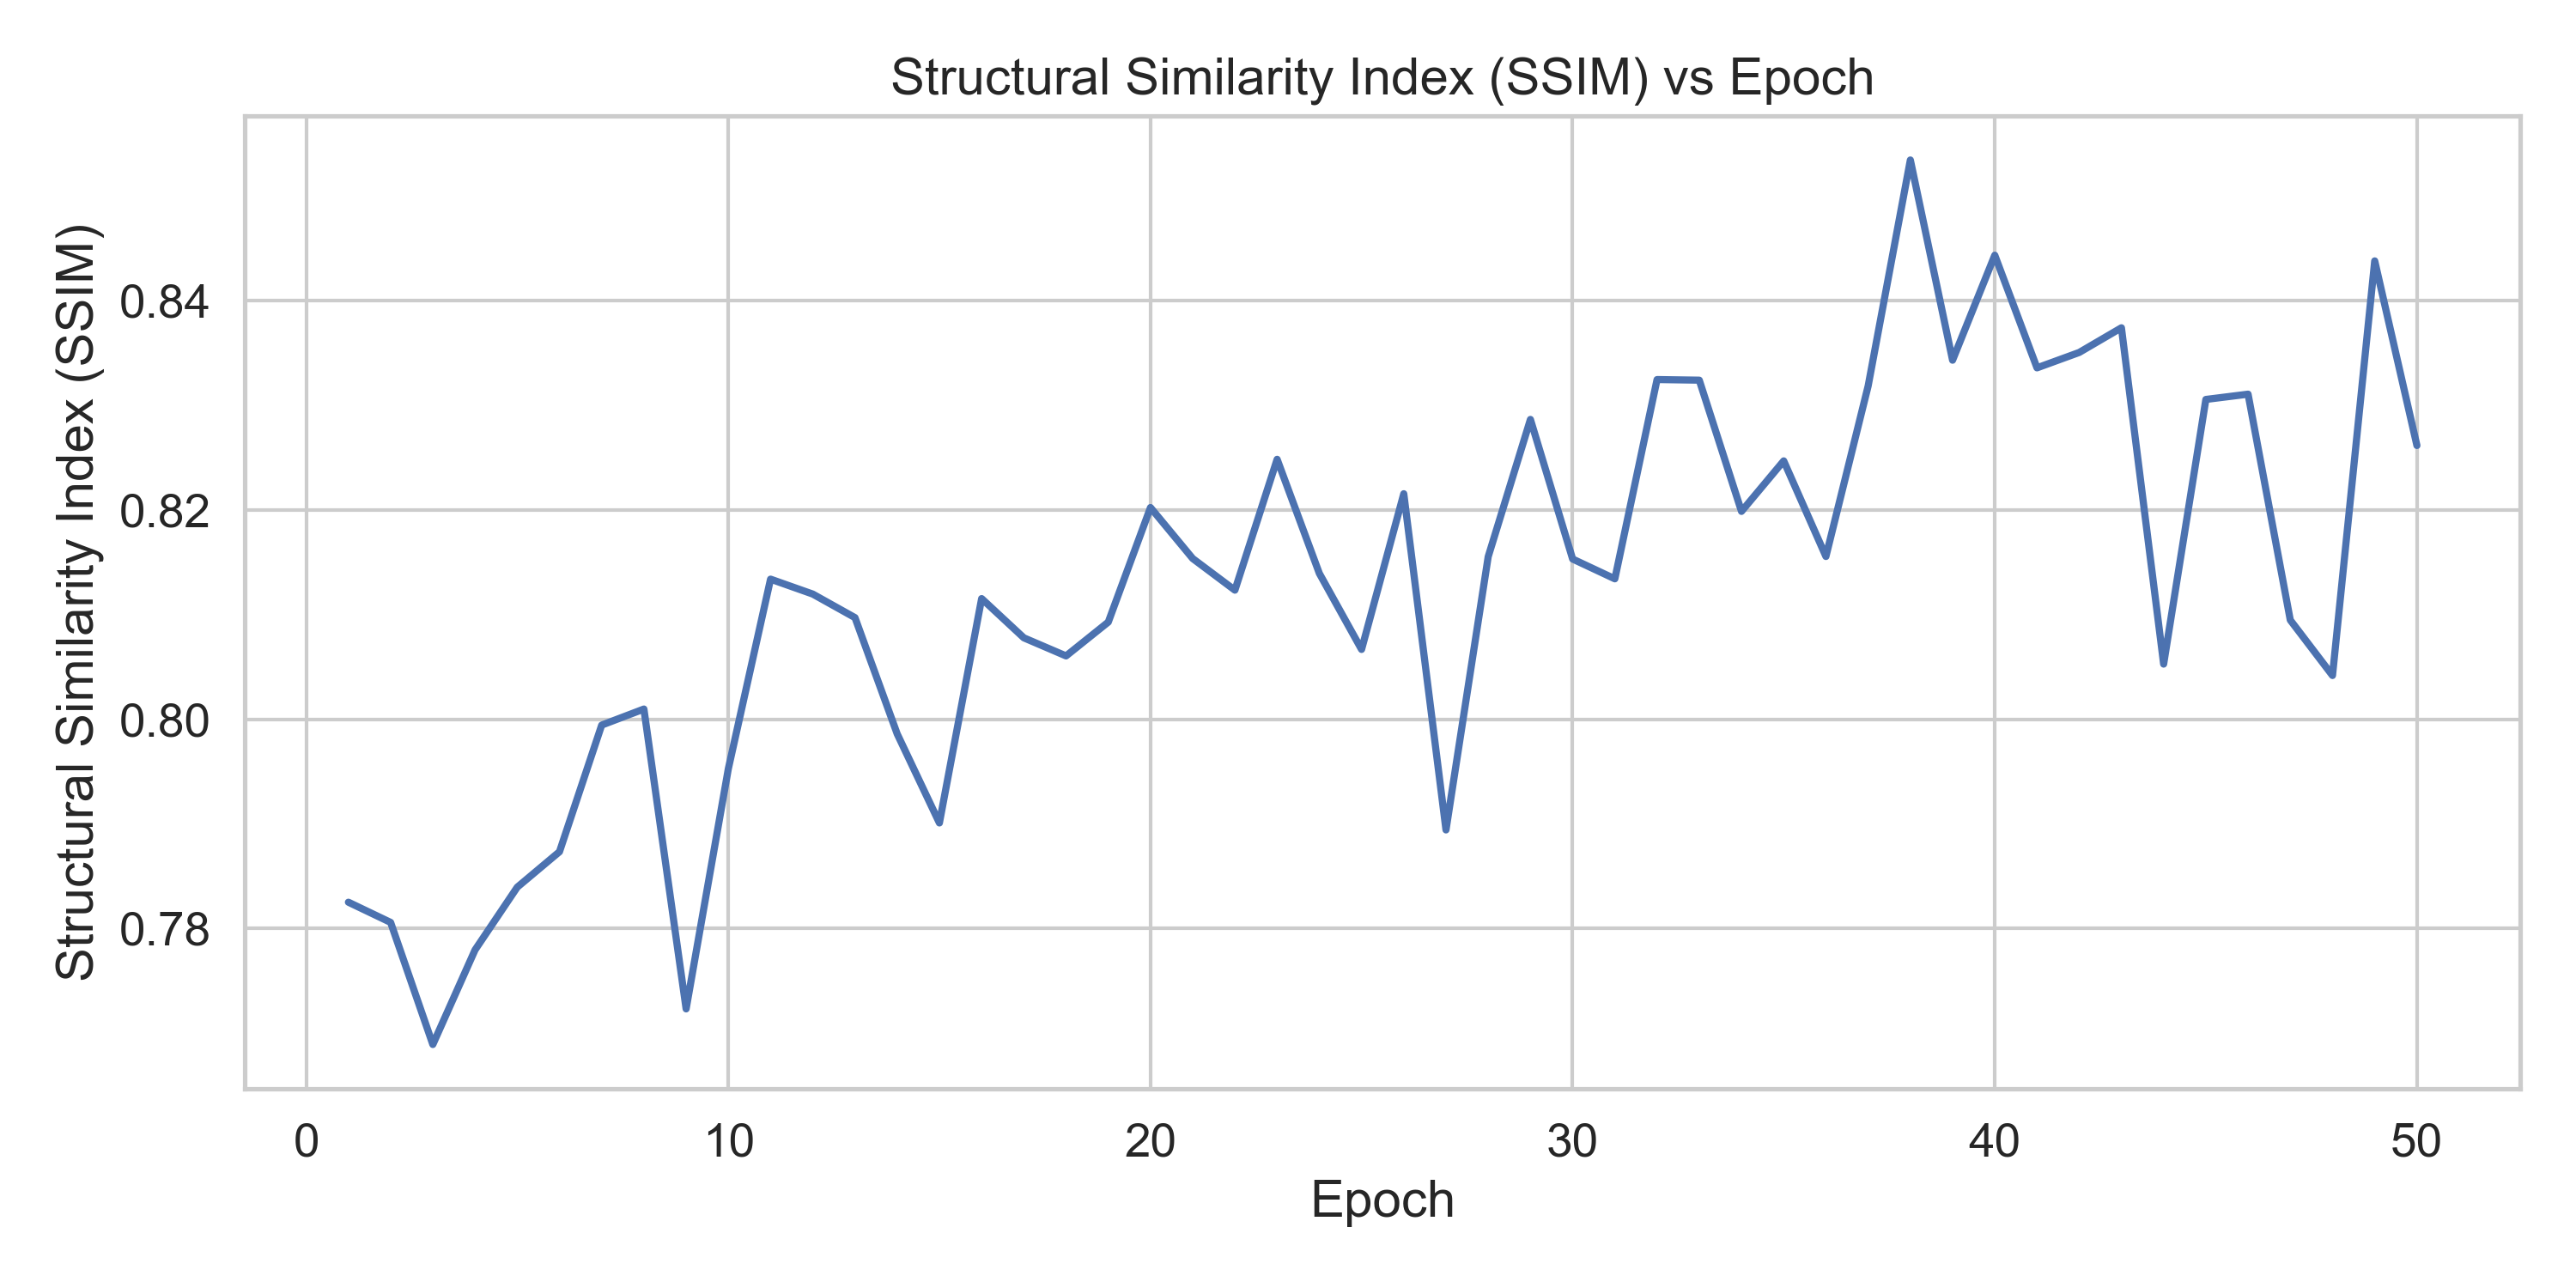 Structural Similarity Index (SSIM) vs Epoch
Structural Similarity Index (SSIM)
0.84
0.82
0.80
0.78
0 10 20 30 40 50
Epoch